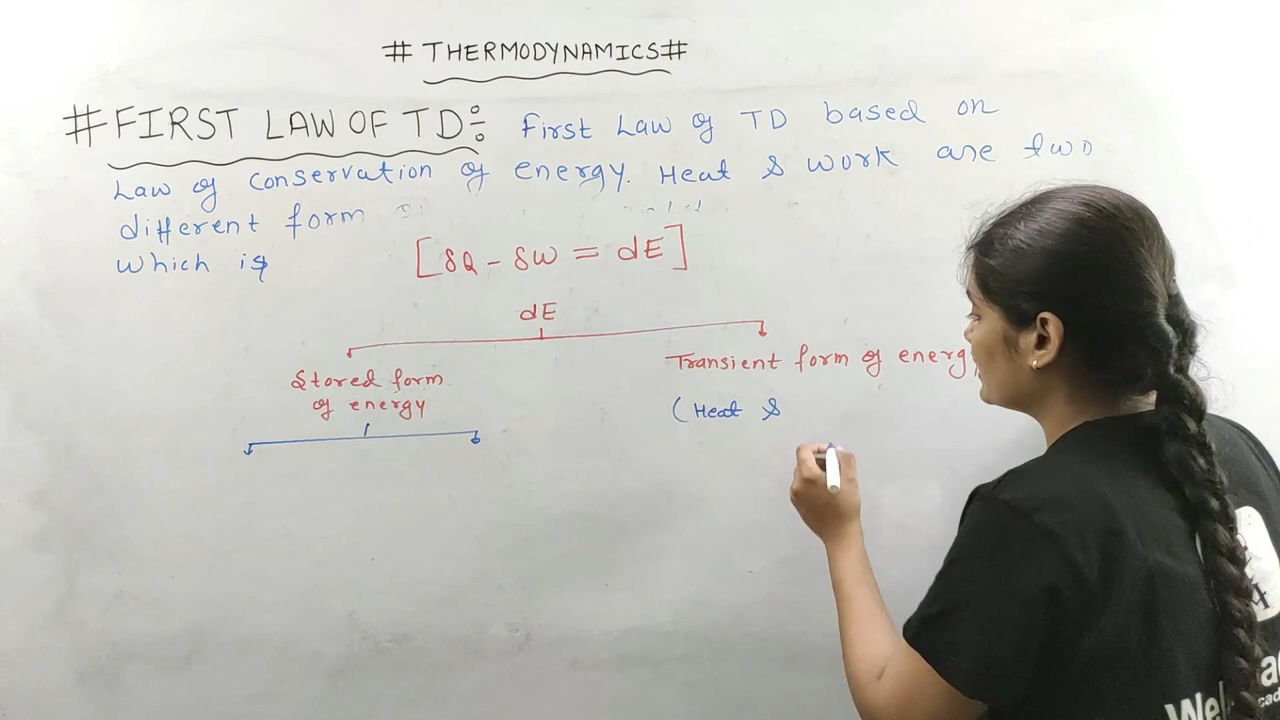 # THERMODYNAMICS#
#FIRST LAW OF TD: First Law of TD based on
Law of Conservation of energy. Heat & work are two
different form
which is
[δQ - δW = dE]
dE
Stored form
of energy
Transient form of energ
(Heat &
Wel